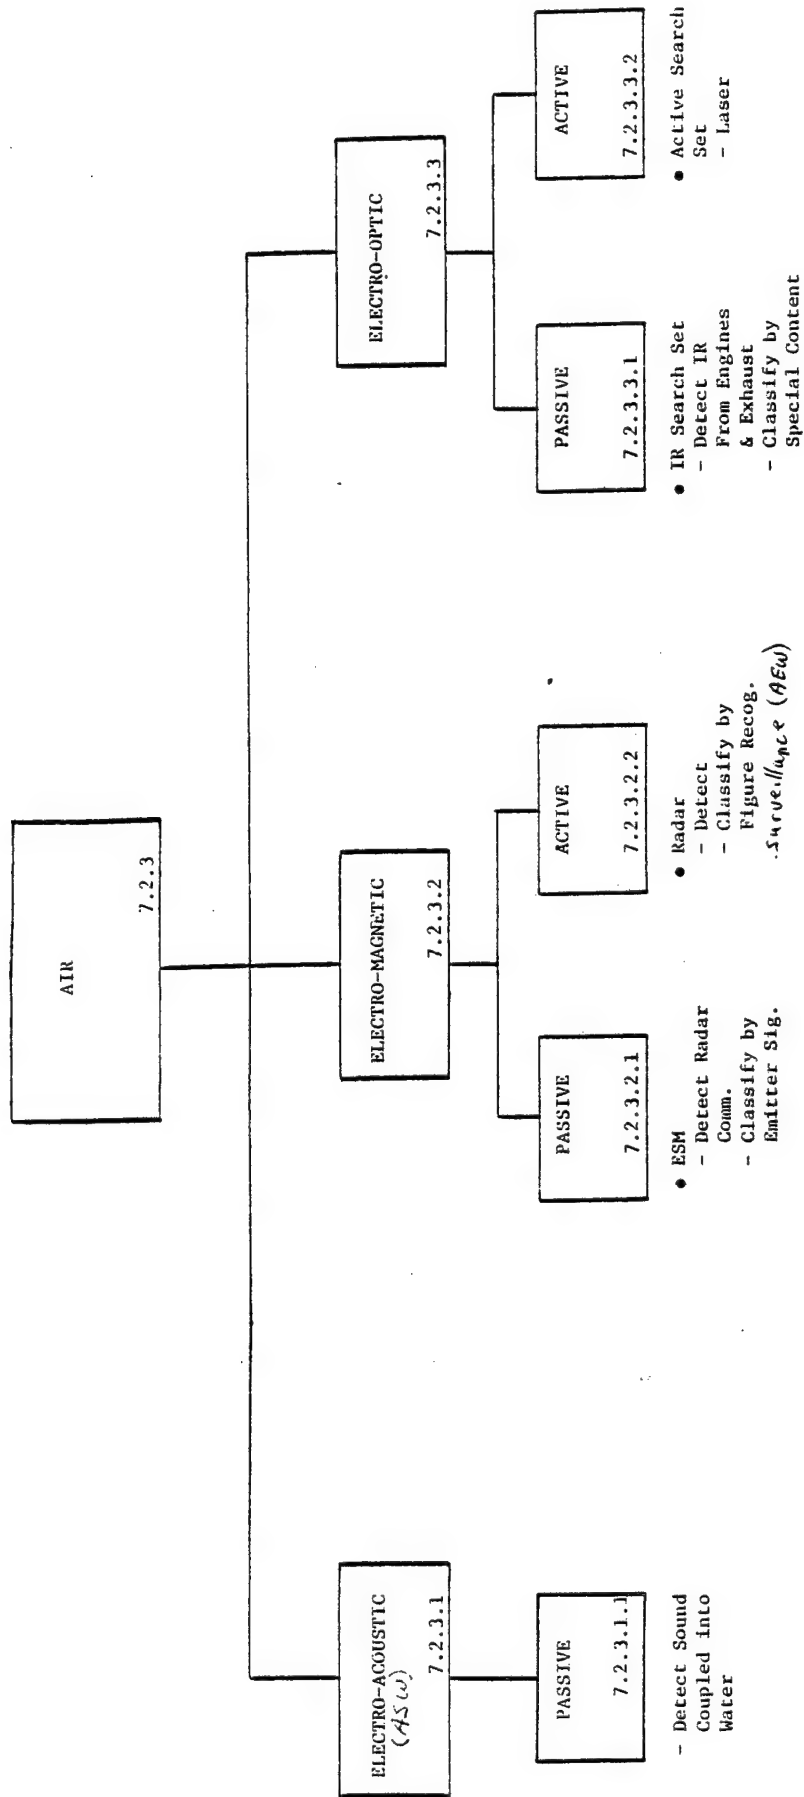 AIR
7.2.3
ELECTRO-ACOUSTIC
(ASW)
7.2.3.1
PASSIVE
7.2.3.1.1
- Detect Sound
Coupled into
Water
ELECTRO-MAGNETIC
7.2.3.2
PASSIVE
7.2.3.2.1
• ESM
- Detect Radar
Comm.
- Classify by
Emitter Sig.
ACTIVE
7.2.3.2.2
• Radar
- Detect
- Classify by
Figure Recog.
.Surveillance (AEW)
ELECTRO-OPTIC
7.2.3.3
PASSIVE
7.2.3.3.1
• IR Search Set
- Detect IR
From Engines
& Exhaust
- Classify by
Special Content
ACTIVE
7.2.3.3.2
• Active Search
Set
- Laser